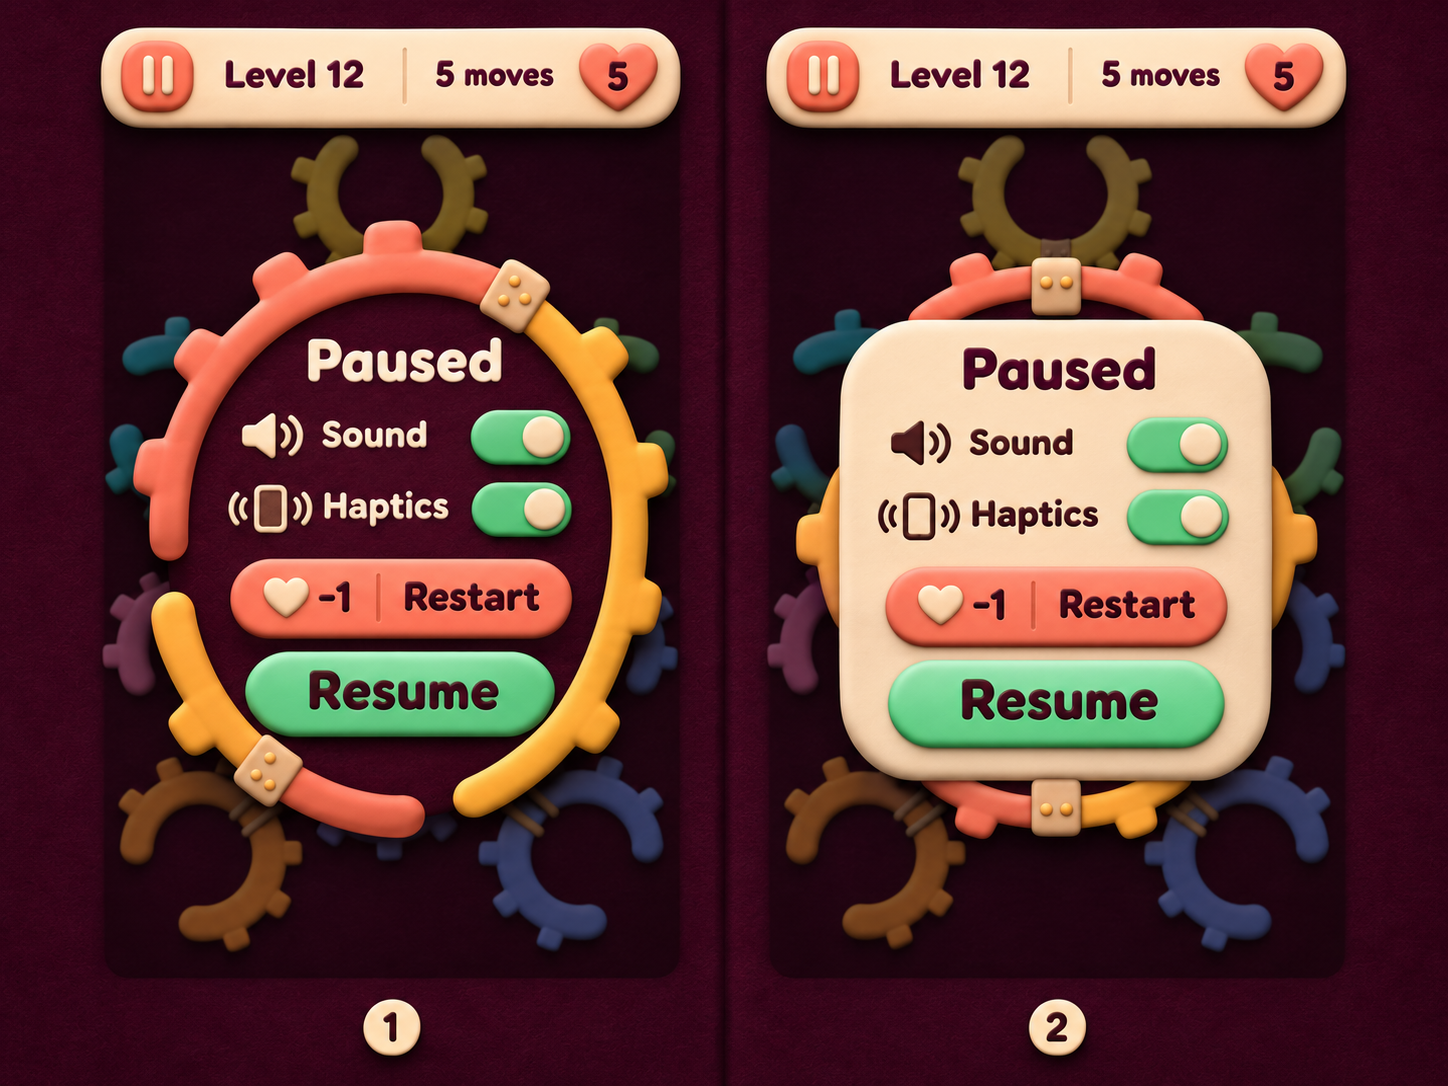 Level 12 | 5 moves 5
Paused
Sound
Haptics
-1 | Restart
Resume
1
Level 12 | 5 moves 5
Paused
Sound
Haptics
-1 | Restart
Resume
2